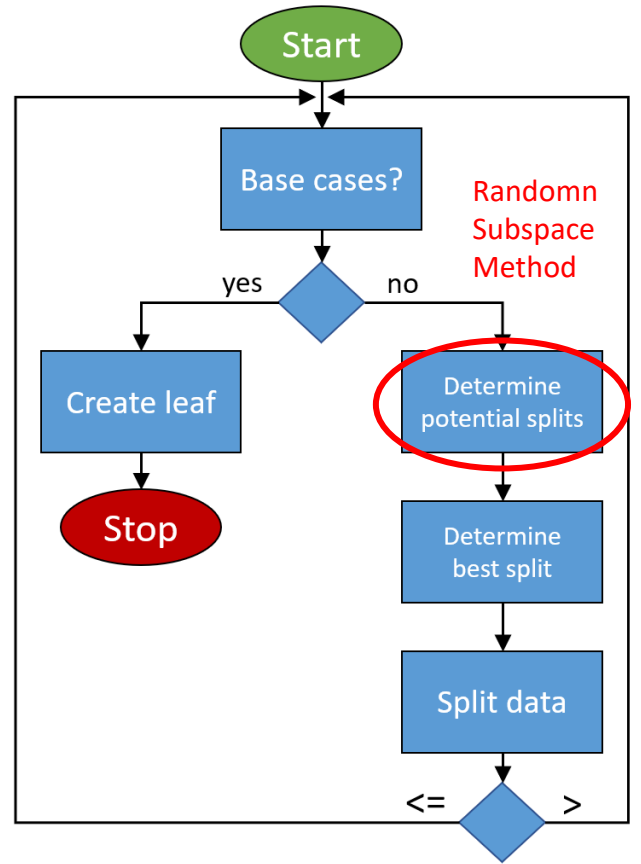 Start
Base cases?
Randomn
Subspace
Method
yes
no
Create leaf
Determine
potential splits
Stop
Determine
best split
Split data
<=
>